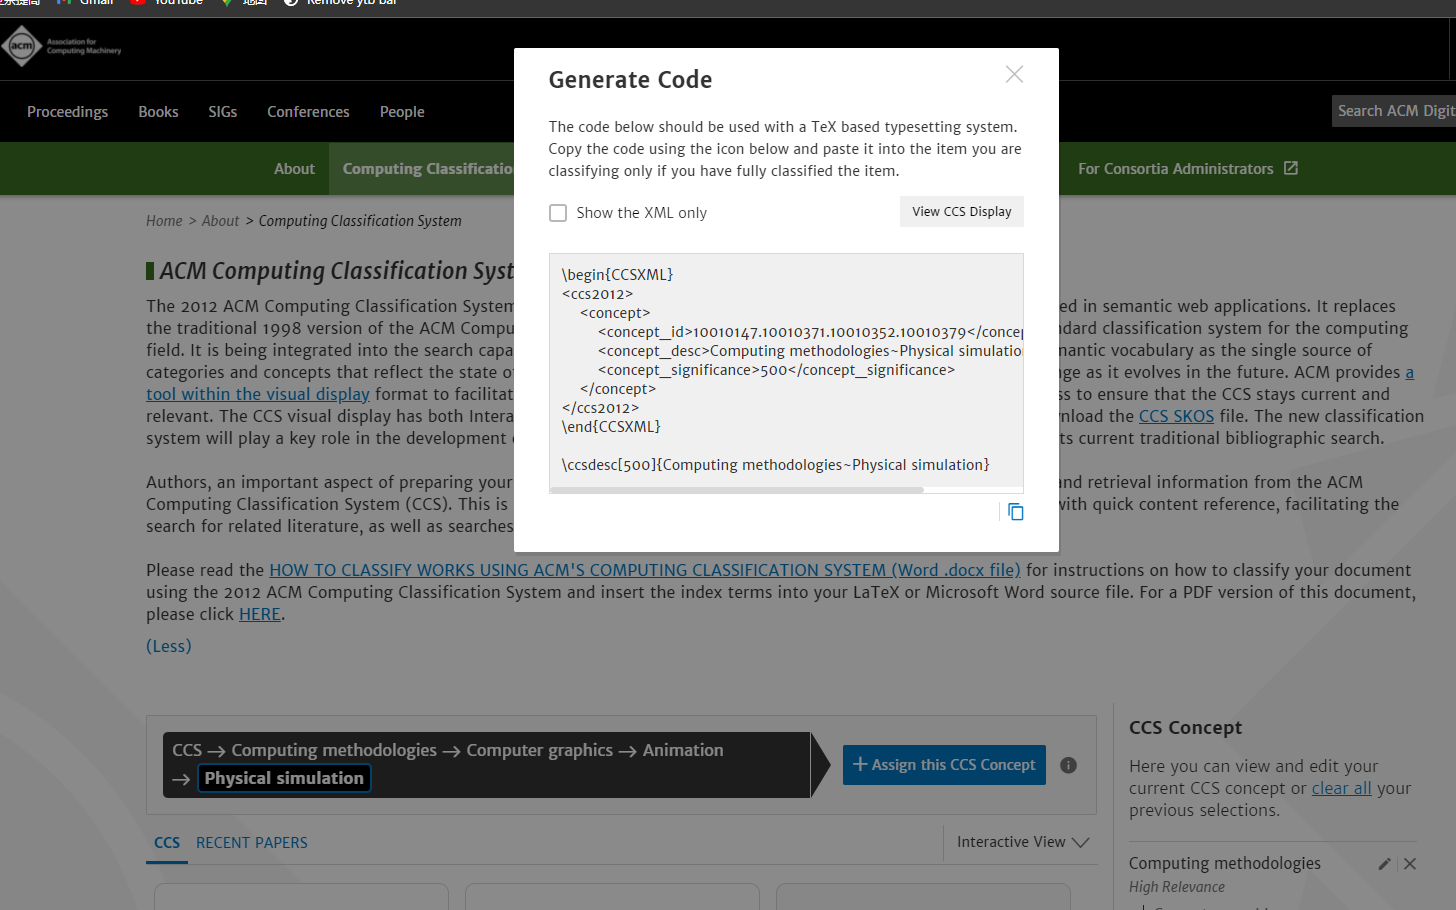 Gmail
YouTube
地图
Remove ytb bar
acm
Association for
Computing Machinery
Proceedings
Books
SIGs
Conferences
People
Search ACM Digit
About
Computing Classificatio
For Consortia Administrators
Home > About > Computing Classification System
ACM Computing Classification Syst
The 2012 ACM Computing Classification System
ed in semantic web applications. It replaces
the traditional 1998 version of the ACM Compu
ndard classification system for the computing
field. It is being integrated into the search capa
mantic vocabulary as the single source of
categories and concepts that reflect the state o
nge as it evolves in the future. ACM provides a
tool within the visual display format to facilitat
ss to ensure that the CCS stays current and
relevant. The CCS visual display has both Intera
wnload the CCS SKOS file. The new classification
system will play a key role in the development
ts current traditional bibliographic search.
Authors, an important aspect of preparing your
and retrieval information from the ACM
Computing Classification System (CCS). This is
with quick content reference, facilitating the
search for related literature, as well as searches
Please read the HOW TO CLASSIFY WORKS USING ACM'S COMPUTING CLASSIFICATION SYSTEM (Word .docx file) for instructions on how to classify your document
using the 2012 ACM Computing Classification System and insert the index terms into your LaTeX or Microsoft Word source file. For a PDF version of this document,
please click HERE.
(Less)
Generate Code
The code below should be used with a TeX based typesetting system.
Copy the code using the icon below and paste it into the item you are
classifying only if you have fully classified the item.
Show the XML only
View CCS Display
\begin{CCSXML}
<ccs2012>
<concept>
<concept_id>10010147.10010371.10010352.10010379</concep
<concept_desc>Computing methodologies~Physical simulatio
<concept_significance>500</concept_significance>
</concept>
</ccs2012>
\end{CCSXML}
\ccsdesc[500]{Computing methodologies~Physical simulation}
CCS → Computing methodologies → Computer graphics → Animation
→ Physical simulation
+ Assign this CCS Concept
CCS
RECENT PAPERS
Interactive View
CCS Concept
Here you can view and edit your
current CCS concept or clear all your
previous selections.
Computing methodologies
High Relevance